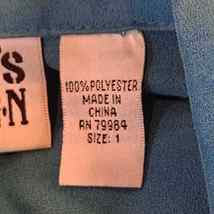 100% POLYESTER
MADE IN
CHINA
RN 79984
SIZE: 1